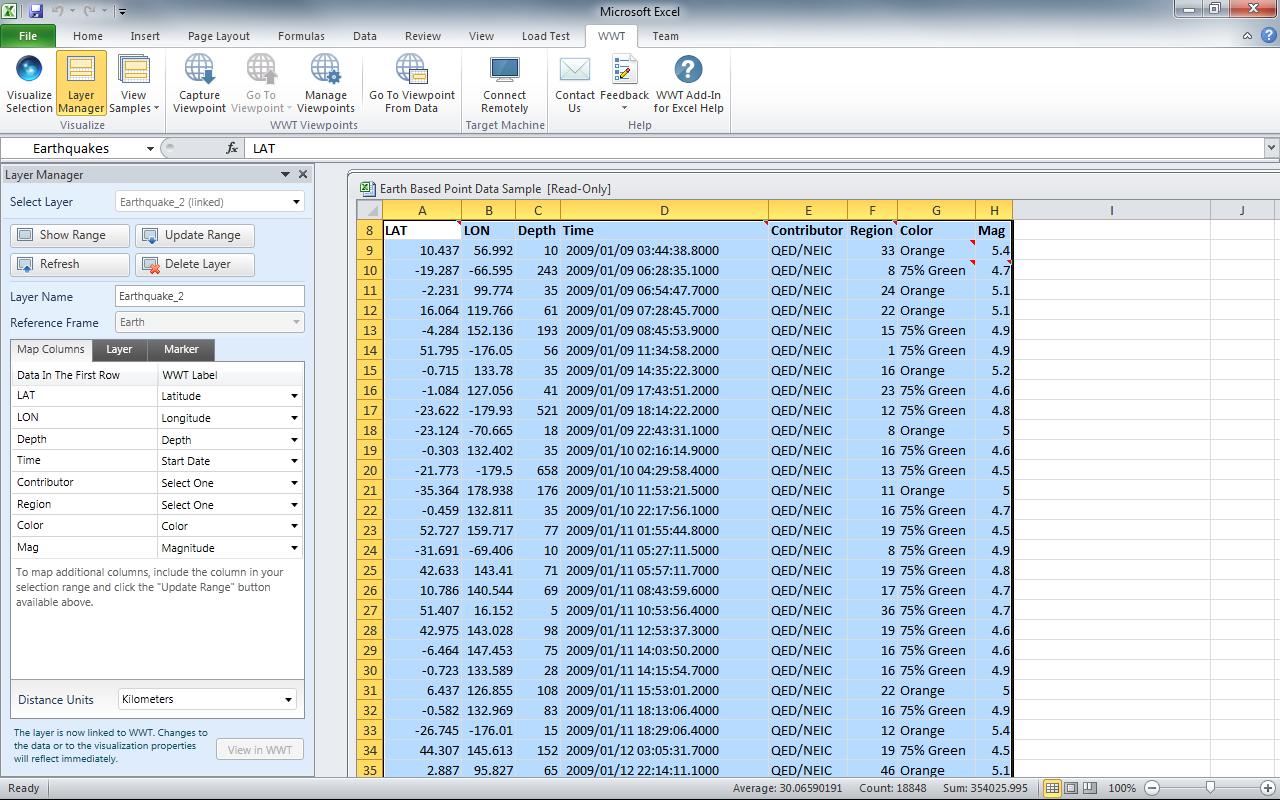 Microsoft Excel
File Home Insert Page Layout Formulas Data Review View Load Test WWT Team
Visualize Selection Layer Manager View Samples Capture Viewpoint Go To Viewpoint Manage Viewpoints Go To Viewpoint From Data Connect Remotely Contact Us Feedback WWT Add-In for Excel Help
Visualize WWT Viewpoints Target Machine Help
Earthquakes fx LAT
Layer Manager
Select Layer Earthquake_2 (linked)
Show Range Update Range
Refresh Delete Layer
Layer Name Earthquake_2
Reference Frame Earth
Map Columns Layer Marker
Data In The First Row WWT Label
LAT Latitude
LON Longitude
Depth Depth
Time Start Date
Contributor Select One
Region Select One
Color Color
Mag Magnitude
To map additional columns, include the column in your
selection range and click the "Update Range" button
available above.
Distance Units Kilometers
The layer is now linked to WWT. Changes to
the data or to the visualization properties
will reflect immediately.
View in WWT
Earth Based Point Data Sample [Read-Only]
A B C D E F G H I J
8 LAT LON Depth Time Contributor Region Color Mag
9 10.437 56.992 10 2009/01/09 03:44:38.8000 QED/NEIC 33 Orange 5.4
10 -19.287 -66.595 243 2009/01/09 06:28:35.1000 QED/NEIC 8 75% Green 4.7
11 -2.231 99.774 35 2009/01/09 06:54:47.7000 QED/NEIC 24 Orange 5.1
12 16.064 119.766 61 2009/01/09 07:28:45.7000 QED/NEIC 22 Orange 5.1
13 -4.284 152.136 193 2009/01/09 08:45:53.9000 QED/NEIC 15 75% Green 4.9
14 51.795 -176.05 56 2009/01/09 11:34:58.2000 QED/NEIC 1 75% Green 4.9
15 -0.715 133.78 35 2009/01/09 14:35:22.3000 QED/NEIC 16 Orange 5.2
16 -1.084 127.056 41 2009/01/09 17:43:51.2000 QED/NEIC 23 75% Green 4.6
17 -23.622 -179.93 521 2009/01/09 18:14:22.2000 QED/NEIC 12 75% Green 4.8
18 -23.124 -70.665 18 2009/01/09 22:43:31.1000 QED/NEIC 8 Orange 5
19 -0.303 132.402 35 2009/01/10 02:16:14.9000 QED/NEIC 16 75% Green 4.6
20 -21.773 -179.5 658 2009/01/10 04:29:58.4000 QED/NEIC 13 75% Green 4.5
21 -35.364 178.938 176 2009/01/10 11:53:21.5000 QED/NEIC 11 Orange 5
22 -0.459 132.811 35 2009/01/10 22:17:56.1000 QED/NEIC 16 75% Green 4.7
23 52.727 159.717 77 2009/01/11 01:55:44.8000 QED/NEIC 19 75% Green 4.5
24 -31.691 -69.406 10 2009/01/11 05:27:11.5000 QED/NEIC 8 75% Green 4.9
25 42.633 143.41 71 2009/01/11 05:57:11.7000 QED/NEIC 19 75% Green 4.8
26 10.786 140.544 69 2009/01/11 08:43:59.6000 QED/NEIC 17 75% Green 4.7
27 51.407 16.152 5 2009/01/11 10:53:56.4000 QED/NEIC 36 75% Green 4.7
28 42.975 143.028 98 2009/01/11 12:53:37.3000 QED/NEIC 19 75% Green 4.6
29 -6.464 147.453 75 2009/01/11 14:03:50.2000 QED/NEIC 16 75% Green 4.6
30 -0.723 133.589 28 2009/01/11 14:15:54.7000 QED/NEIC 16 75% Green 4.9
31 6.437 126.855 108 2009/01/11 15:53:01.2000 QED/NEIC 22 Orange 5
32 -0.582 132.969 83 2009/01/11 18:13:06.4000 QED/NEIC 16 75% Green 4.9
33 -26.745 -176.01 15 2009/01/11 18:29:06.4000 QED/NEIC 12 Orange 5.4
34 44.307 145.613 152 2009/01/12 03:05:31.7000 QED/NEIC 19 75% Green 4.5
35 2.887 95.827 65 2009/01/12 22:14:11.1000 QED/NEIC 46 Orange 5.1
Ready Average: 30.06590191 Count: 18848 Sum: 354025.995 100%